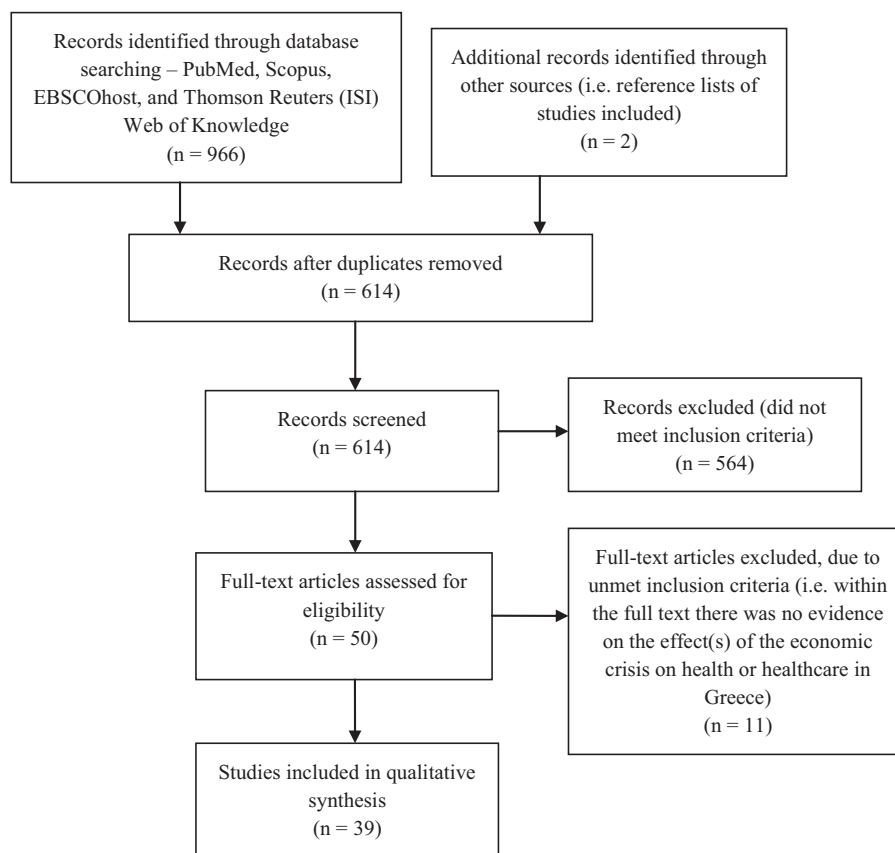 Records identified through database
searching – PubMed, Scopus,
EBSCOhost, and Thomson Reuters (ISI)
Web of Knowledge
(n = 966)
Additional records identified through
other sources (i.e. reference lists of
studies included)
(n = 2)
Records after duplicates removed
(n = 614)
Records screened
(n = 614)
Records excluded (did not
meet inclusion criteria)
n = 564)
Full-text articles assessed for
eligibility
(n = 50)
Full-text articles excluded, due to
unmet inclusion criteria (i.e. within
the full text there was no evidence
on the effect(s) of the economic
crisis on health or healthcare in
Greece)
(n = 11)
Studies included in qualitative
synthesis
(n = 39)